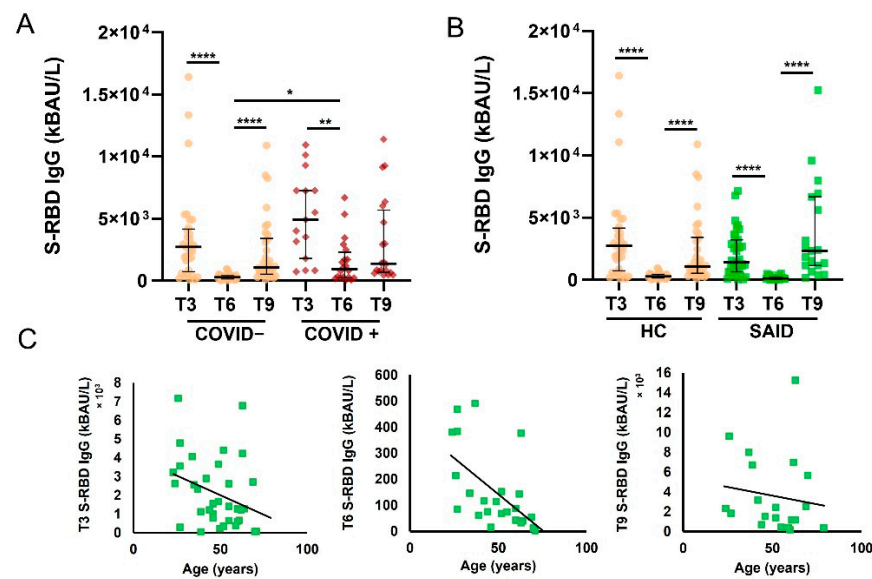 A
S-RBD IgG (kBAU/L)
2×10⁴
1.5×10⁴
1×10⁴
5×10³
0
****
****
*
**
T3 T6 T9 T3 T6 T9
COVID− COVID +
B
S-RBD IgG (kBAU/L)
2×10⁴
1.5×10⁴
1×10⁴
5×10³
0
****
****
****
****
T3 T6 T9 T3 T6 T9
HC SAID
C
T3 S-RBD IgG (kBAU/L)
× 10³
8
7
6
5
4
3
2
1
0
0 50 100
Age (years)
T6 S-RBD IgG (kBAU/L)
600
500
400
300
200
100
0
0 50 100
Age (years)
T9 S-RBD IgG (kBAU/L)
× 10³
16
14
12
10
8
6
4
2
0
0 50 100
Age (years)